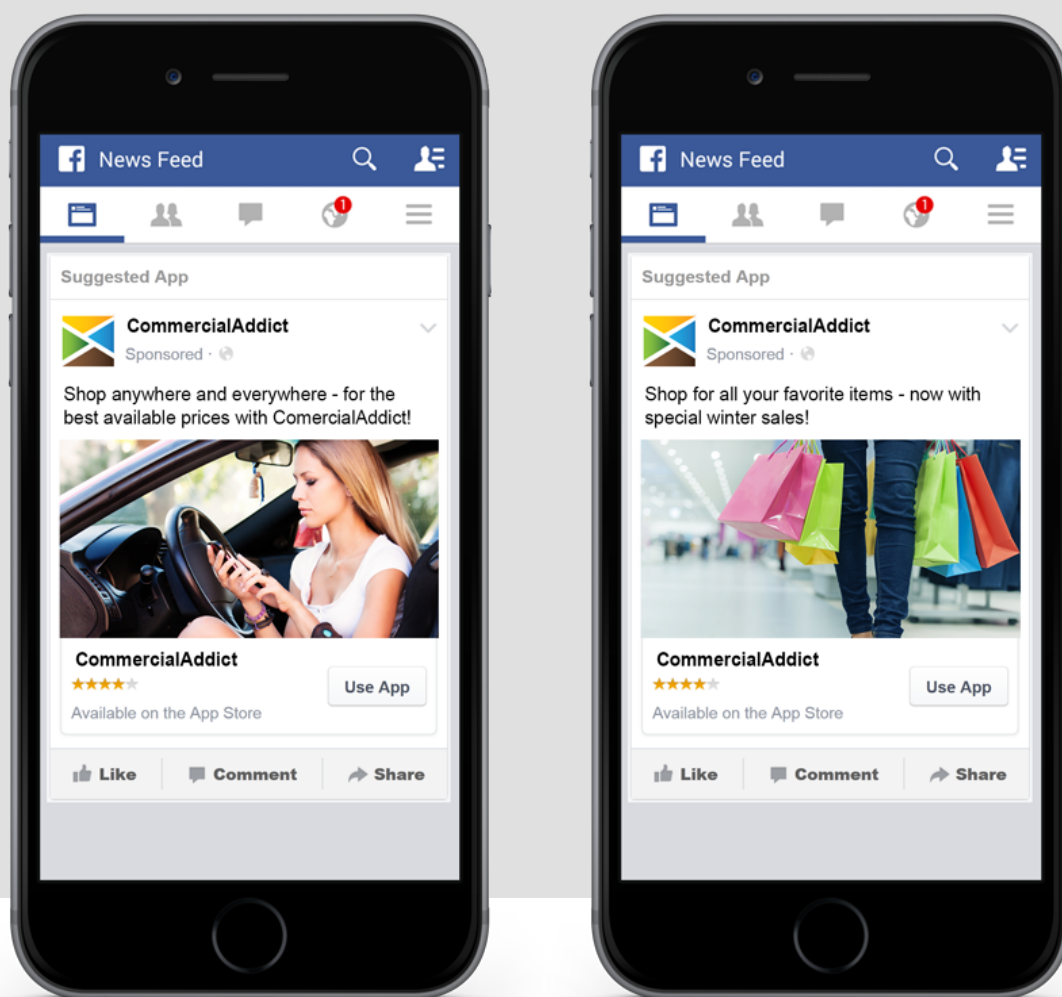 News Feed
1
Suggested App
CommercialAddict
Sponsored ·
Shop anywhere and everywhere - for the
best available prices with ComercialAddict!
CommercialAddict
Use App
Available on the App Store
Like
Comment
Share
News Feed
1
Suggested App
CommercialAddict
Sponsored ·
Shop for all your favorite items - now with
special winter sales!
CommercialAddict
Use App
Available on the App Store
Like
Comment
Share